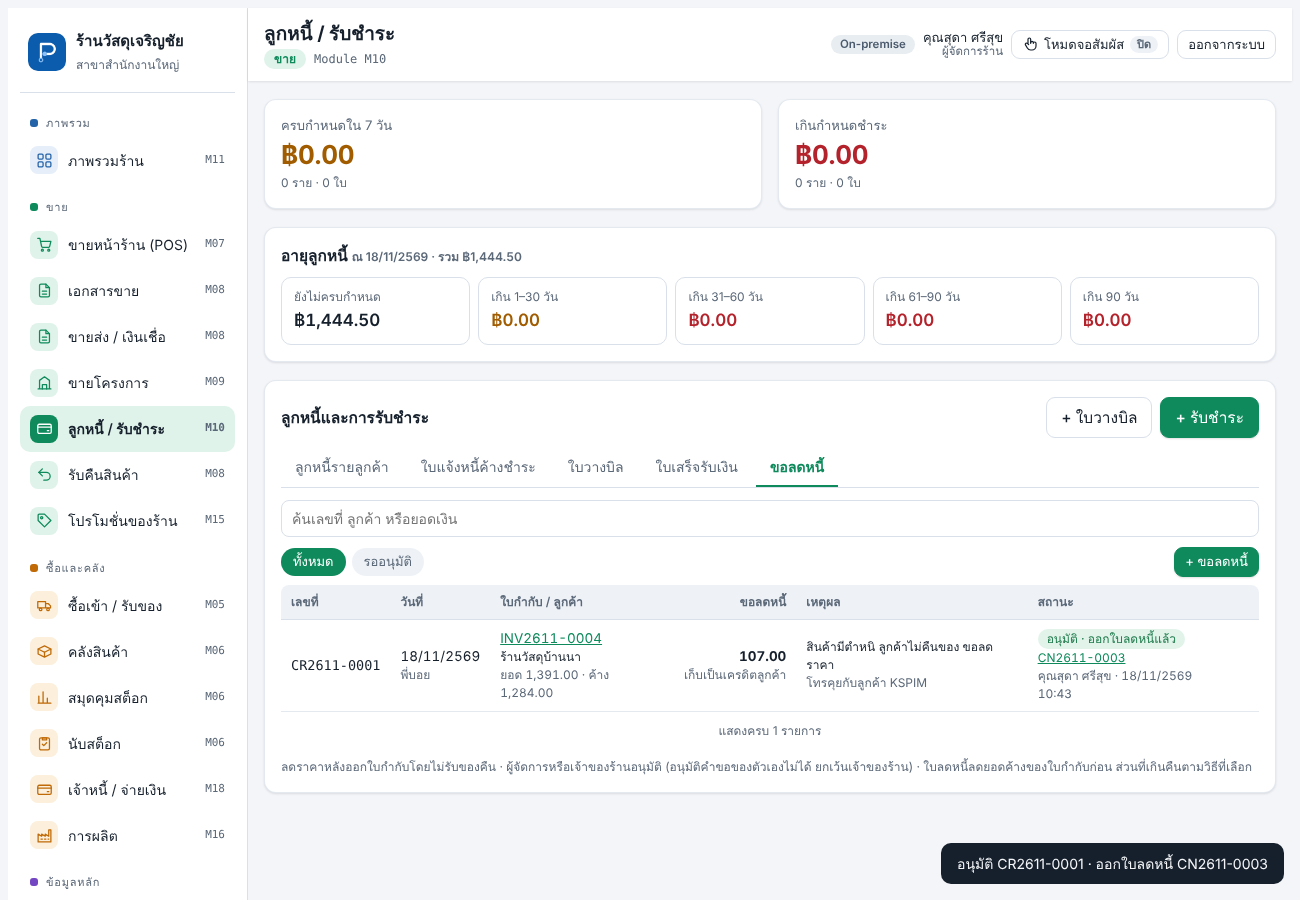 ร้านวัสดุเจริญชัย
สาขาสำนักงานใหญ่
ภาพรวม
ภาพรวมร้าน M11
ขาย
ขายหน้าร้าน (POS) M07
เอกสารขาย M08
ขายส่ง / เงินเชื่อ M08
ขายโครงการ M09
ลูกหนี้ / รับชำระ M10
รับคืนสินค้า M08
โปรโมชั่นของร้าน M15
ซื้อและคลัง
ซื้อเข้า / รับของ M05
คลังสินค้า M06
สมุดคุมสต็อก M06
นับสต็อก M06
เจ้าหนี้ / จ่ายเงิน M18
การผลิต M16
ข้อมูลหลัก
ลูกหนี้ / รับชำระ
ขาย Module M10
On-premise
คุณสุดา ศรีสุข
ผู้จัดการร้าน
โหมดจอสัมผัส ปิด
ออกจากระบบ
ครบกำหนดใน 7 วัน
฿0.00
0 ราย · 0 ใบ
เกินกำหนดชำระ
฿0.00
0 ราย · 0 ใบ
อายุลูกหนี้ ณ 18/11/2569 · รวม ฿1,444.50
ยังไม่ครบกำหนด
฿1,444.50
เกิน 1–30 วัน
฿0.00
เกิน 31–60 วัน
฿0.00
เกิน 61–90 วัน
฿0.00
เกิน 90 วัน
฿0.00
ลูกหนี้และการรับชำระ
+ ใบวางบิล
+ รับชำระ
ลูกหนี้รายลูกค้า ใบแจ้งหนี้ค้างชำระ ใบวางบิล ใบเสร็จรับเงิน ขอลดหนี้
ค้นเลขที่ ลูกค้า หรือยอดเงิน
ทั้งหมด รออนุมัติ
+ ขอลดหนี้
เลขที่ วันที่ ใบกำกับ / ลูกค้า ขอลดหนี้ เหตุผล สถานะ
CR2611-0001
18/11/2569
พี่บอย
INV2611-0004
ร้านวัสดุบ้านนา
ยอด 1,391.00 · ค้าง
1,284.00
107.00
เก็บเป็นเครดิตลูกค้า
สินค้ามีตำหนิ ลูกค้าไม่คืนของ ขอลด
ราคา
โทรคุยกับลูกค้า KSPIM
อนุมัติ · ออกใบลดหนี้แล้ว
CN2611-0003
คุณสุดา ศรีสุข · 18/11/2569
10:43
แสดงครบ 1 รายการ
ลดราคาหลังออกใบกำกับโดยไม่รับของคืน · ผู้จัดการหรือเจ้าของร้านอนุมัติ (อนุมัติคำขอของตัวเองไม่ได้ ยกเว้นเจ้าของร้าน) · ใบลดหนี้ลดยอดค้างของใบกำกับก่อน ส่วนที่เกินคืนตามวิธีที่เลือก
อนุมัติ CR2611-0001 · ออกใบลดหนี้ CN2611-0003